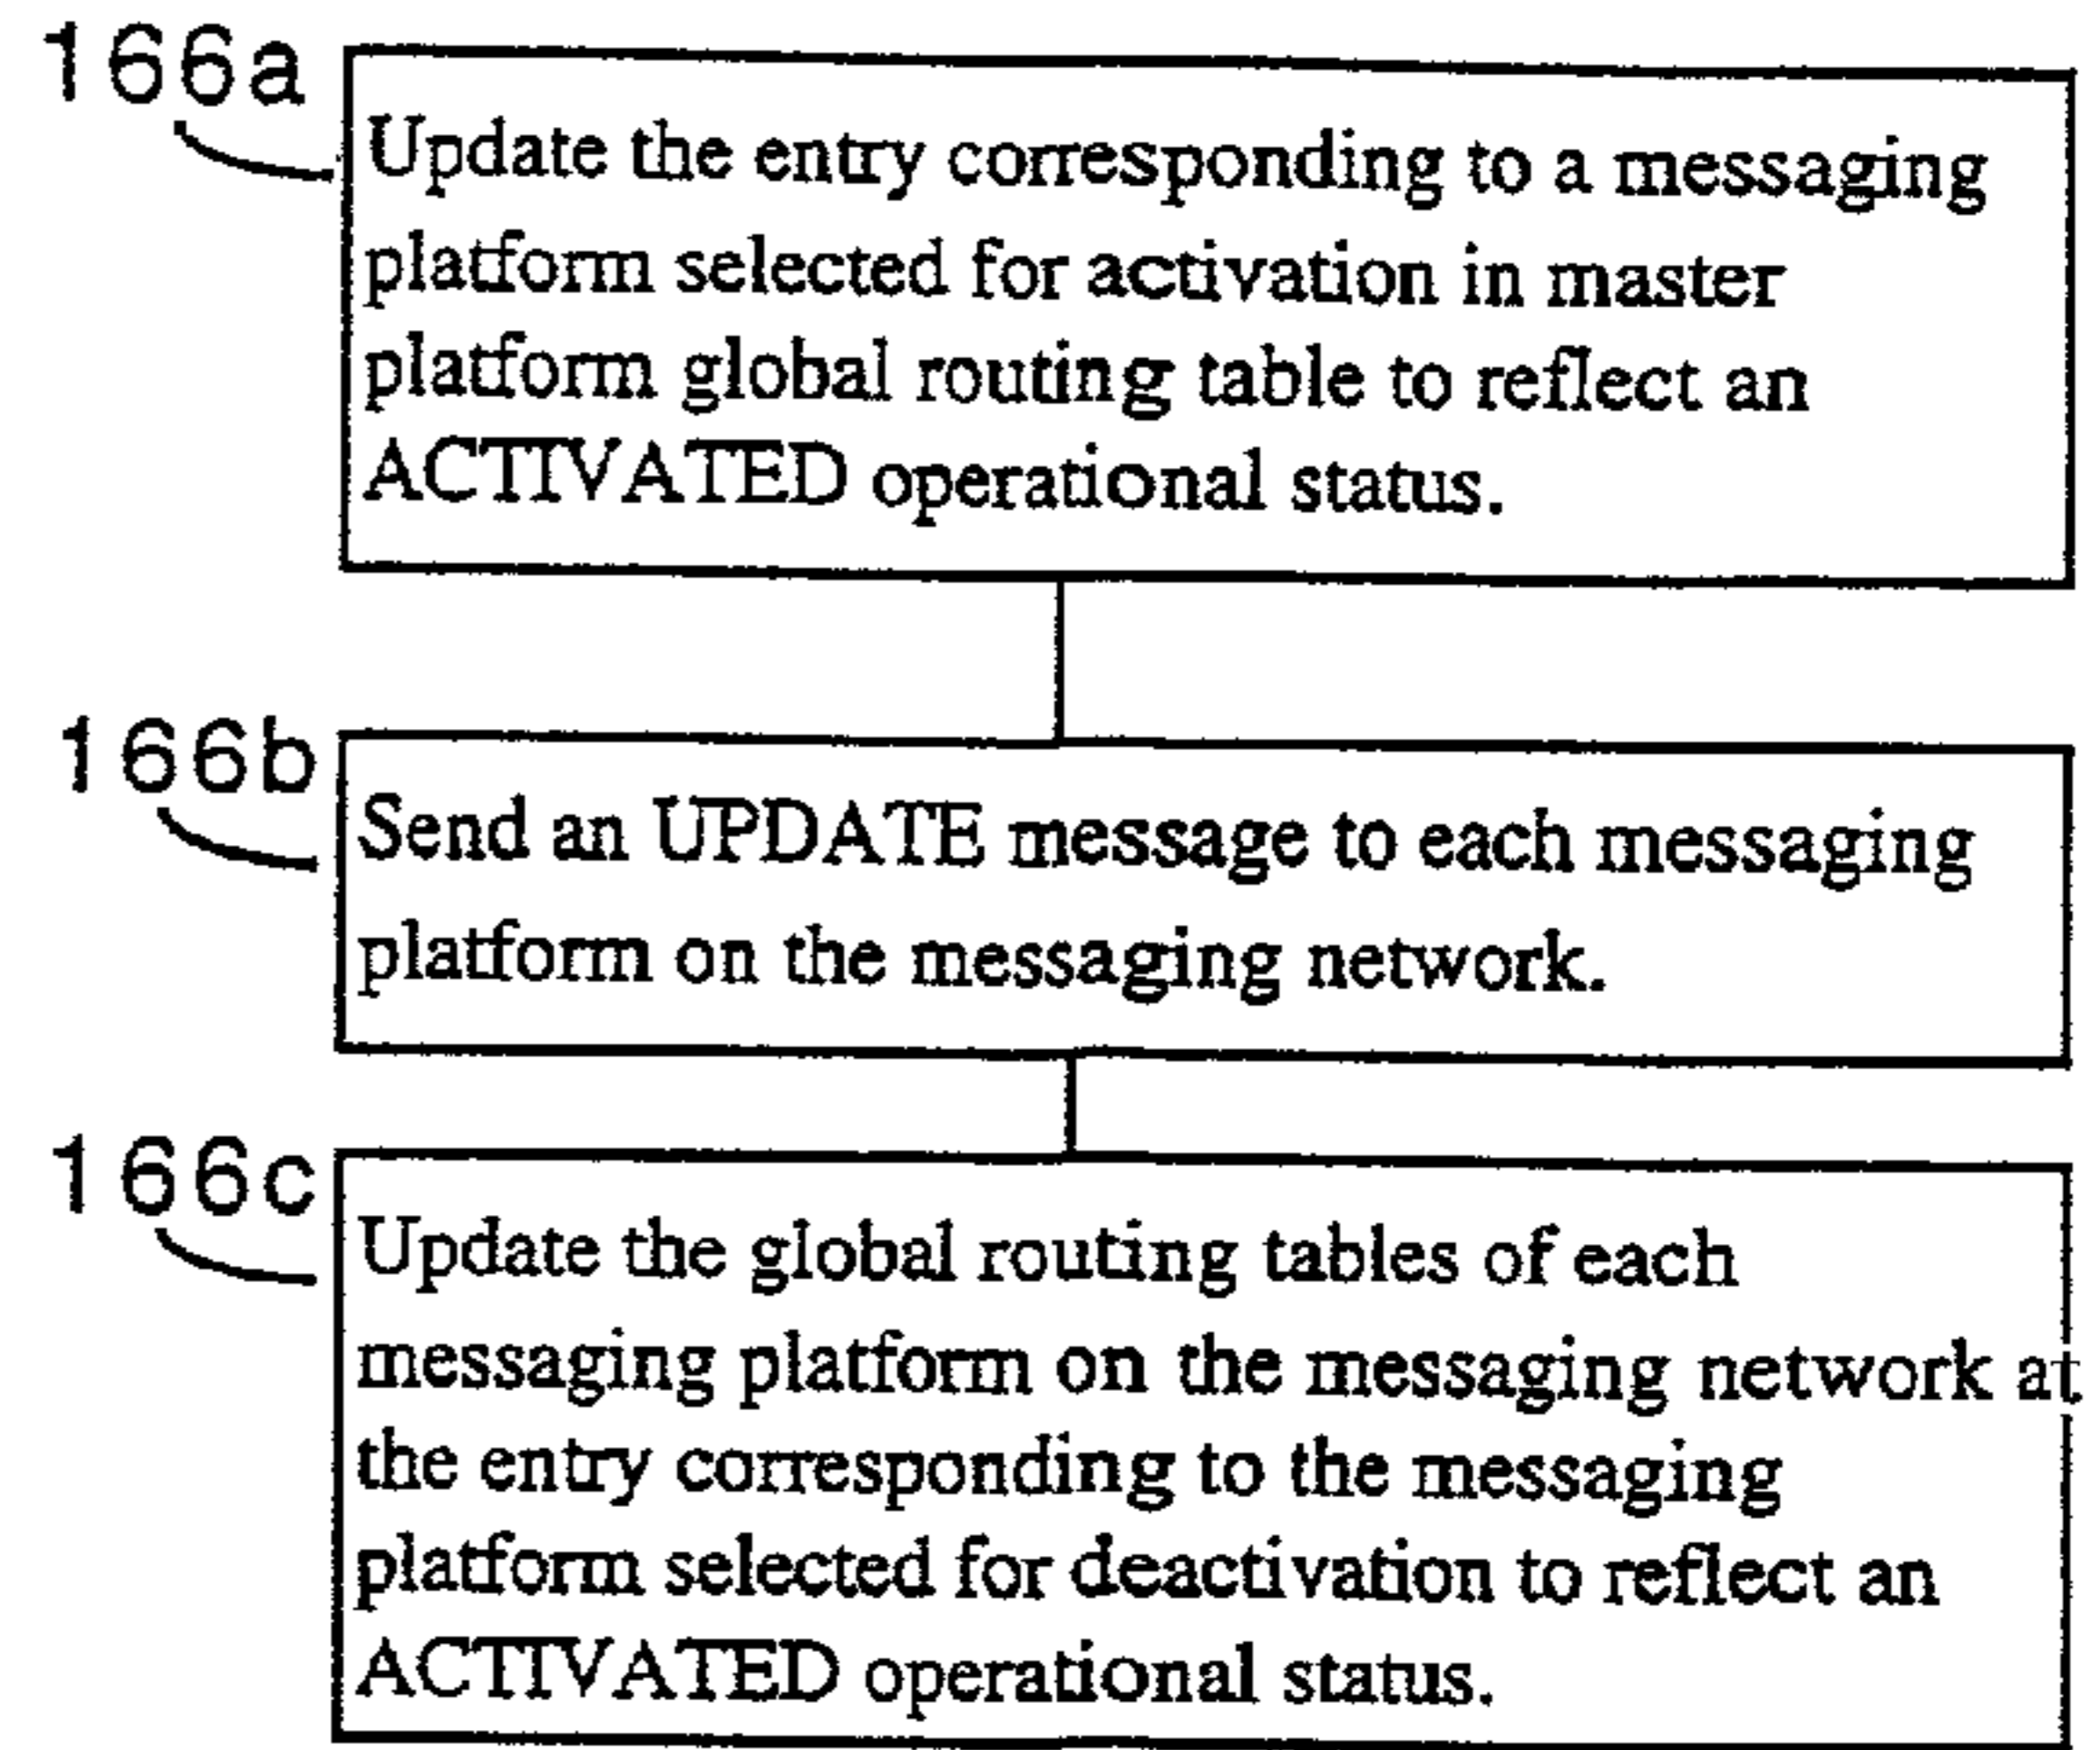 166a
Update the entry corresponding to a messaging
platform selected for activation in master
platform global routing table to reflect an
ACTIVATED operational status.
166b
Send an UPDATE message to each messaging
platform on the messaging network.
166c
Update the global routing tables of each
messaging platform on the messaging network at
the entry corresponding to the messaging
platform selected for deactivation to reflect an
ACTIVATED operational status.